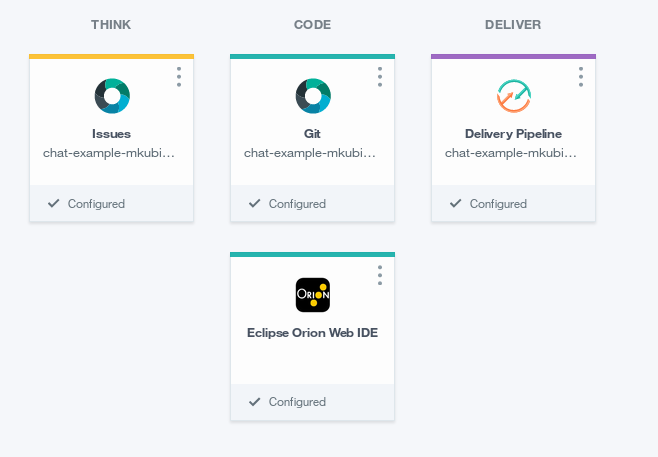 THINK
CODE
DELIVER
Issues
chat-example-mkubi...
Configured
Git
chat-example-mkubi...
Configured
Delivery Pipeline
chat-example-mkubi...
Configured
ORION
Eclipse Orion Web IDE
Configured